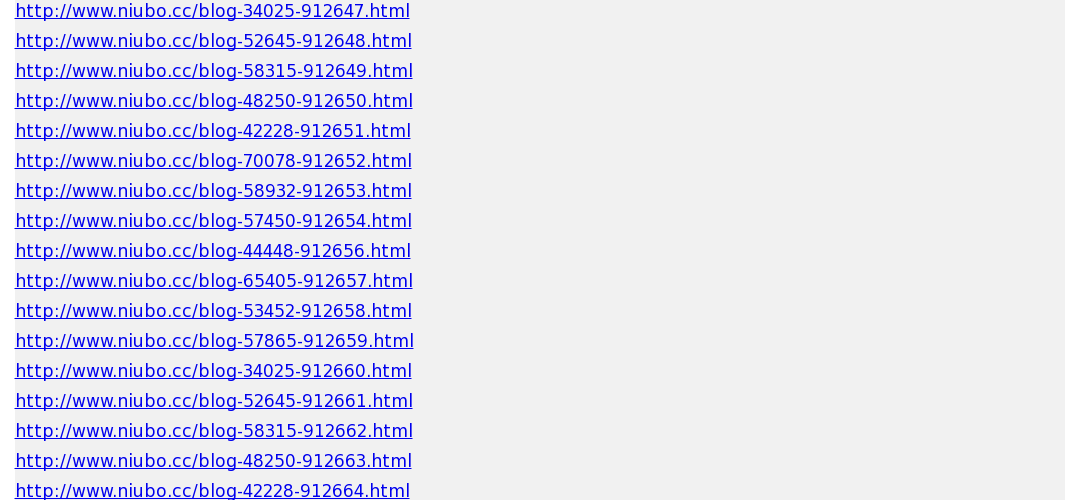 http://www.niubo.cc/blog-34025-912647.html
http://www.niubo.cc/blog-52645-912648.html
http://www.niubo.cc/blog-58315-912649.html
http://www.niubo.cc/blog-48250-912650.html
http://www.niubo.cc/blog-42228-912651.html
http://www.niubo.cc/blog-70078-912652.html
http://www.niubo.cc/blog-58932-912653.html
http://www.niubo.cc/blog-57450-912654.html
http://www.niubo.cc/blog-44448-912656.html
http://www.niubo.cc/blog-65405-912657.html
http://www.niubo.cc/blog-53452-912658.html
http://www.niubo.cc/blog-57865-912659.html
http://www.niubo.cc/blog-34025-912660.html
http://www.niubo.cc/blog-52645-912661.html
http://www.niubo.cc/blog-58315-912662.html
http://www.niubo.cc/blog-48250-912663.html
http://www.niubo.cc/blog-42228-912664.html